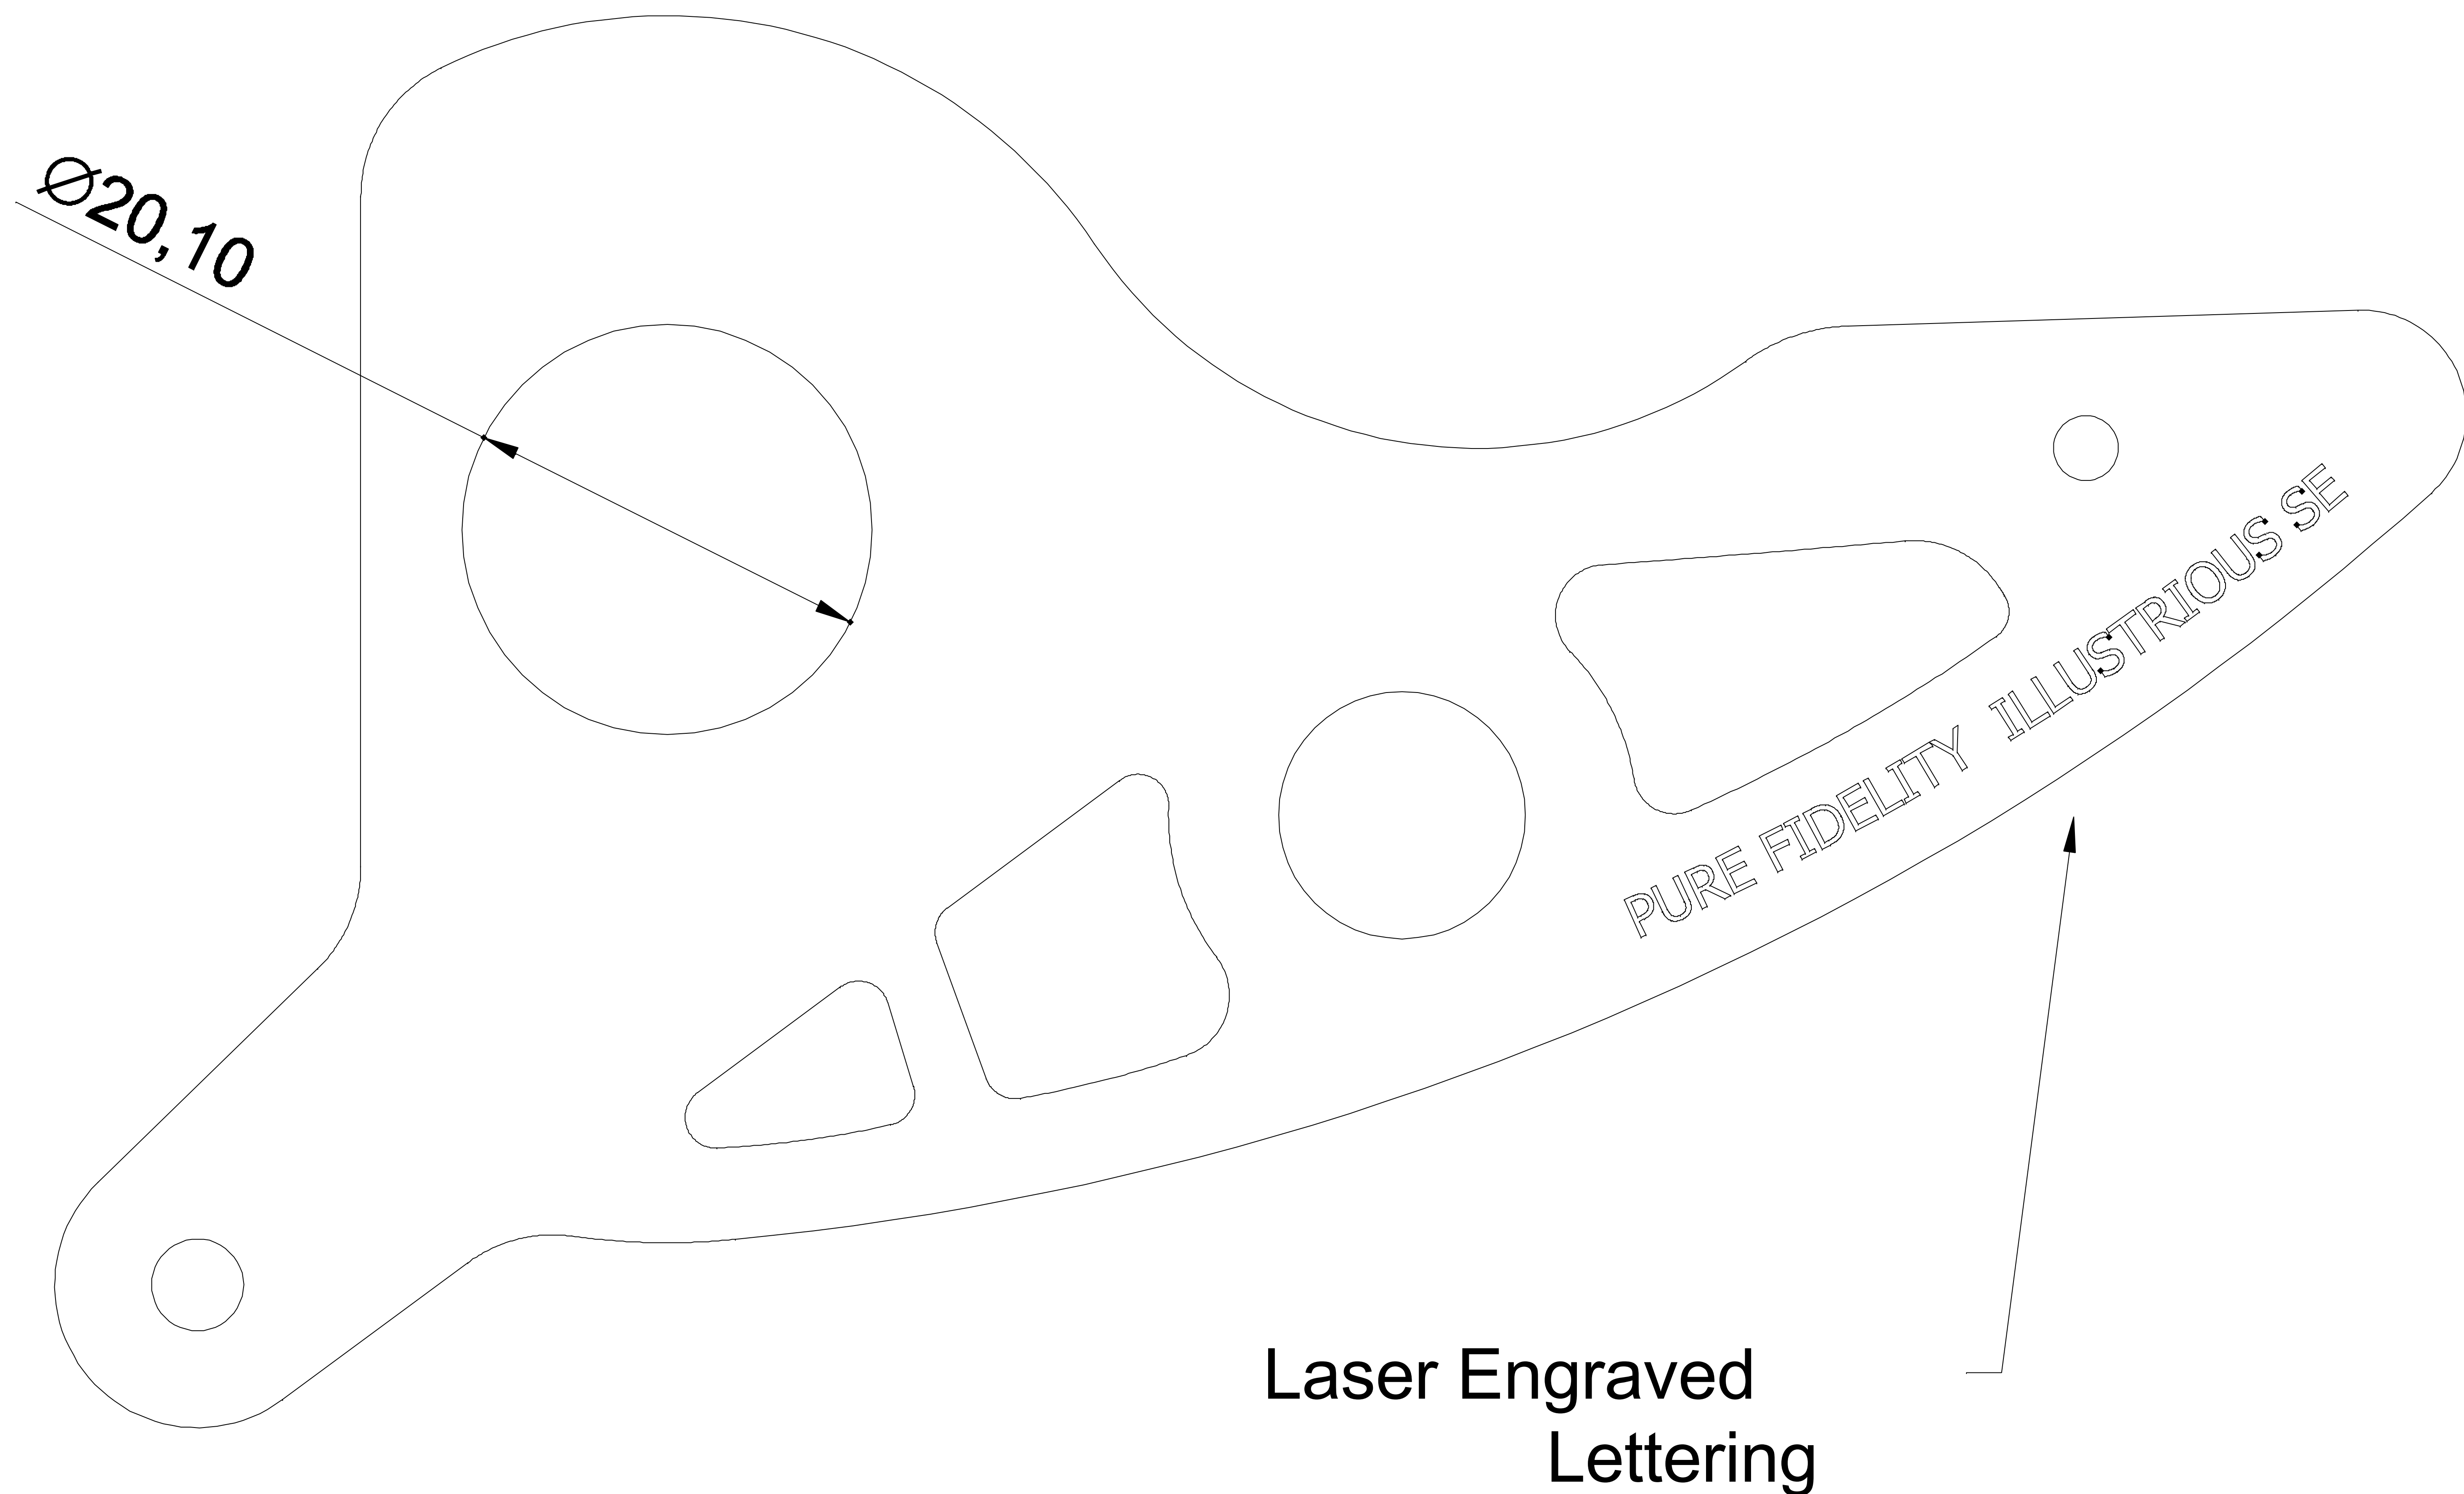 Ø20,10
PURE FIDELITY ILLUSTRIOUS SE
Laser Engraved
Lettering